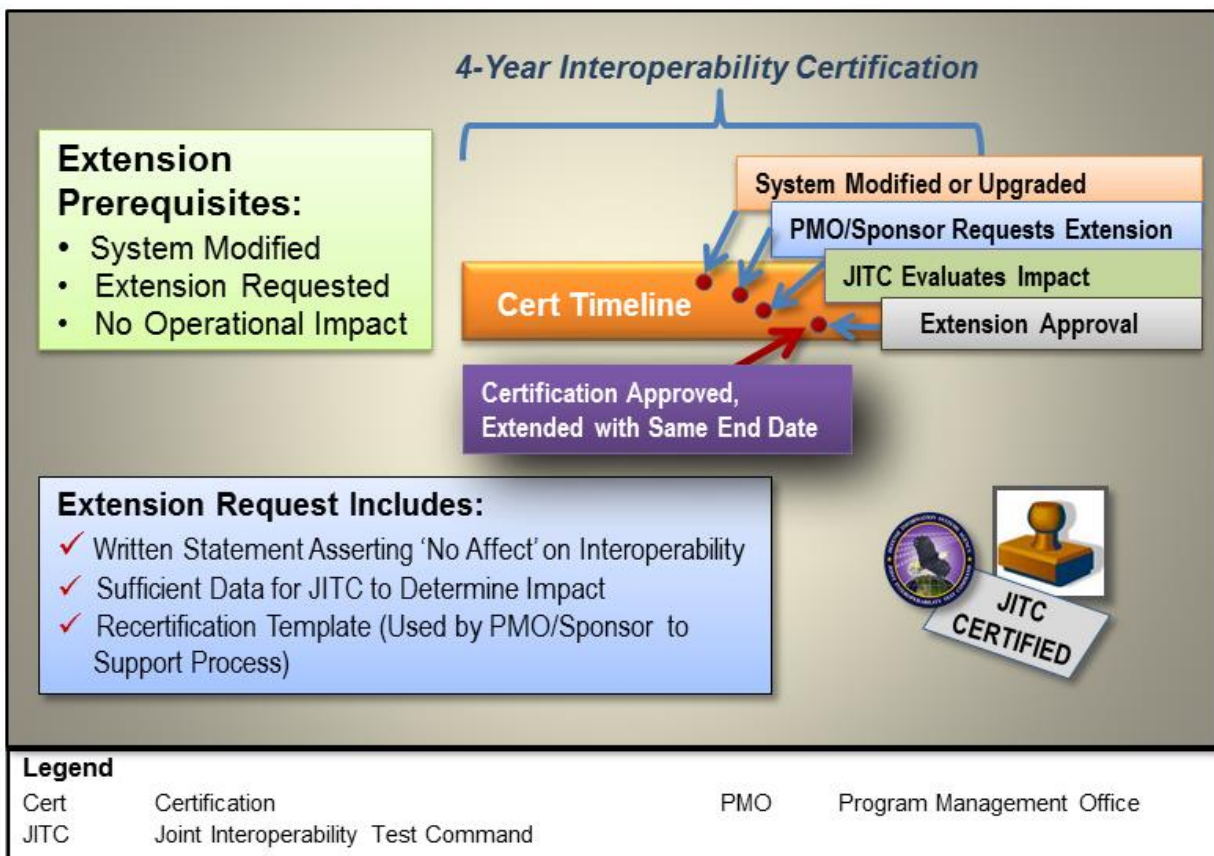 4-Year Interoperability Certification
Extension
Prerequisites:
• System Modified
• Extension Requested
• No Operational Impact
System Modified or Upgraded
PMO/Sponsor Requests Extension
JITC Evaluates Impact
Extension Approval
Cert Timeline
Certification Approved,
Extended with Same End Date
Extension Request Includes:
✓ Written Statement Asserting ‘No Affect’ on Interoperability
✓ Sufficient Data for JITC to Determine Impact
✓ Recertification Template (Used by PMO/Sponsor to
Support Process)
JITC
CERTIFIED
Legend
Cert Certification PMO Program Management Office
JITC Joint Interoperability Test Command